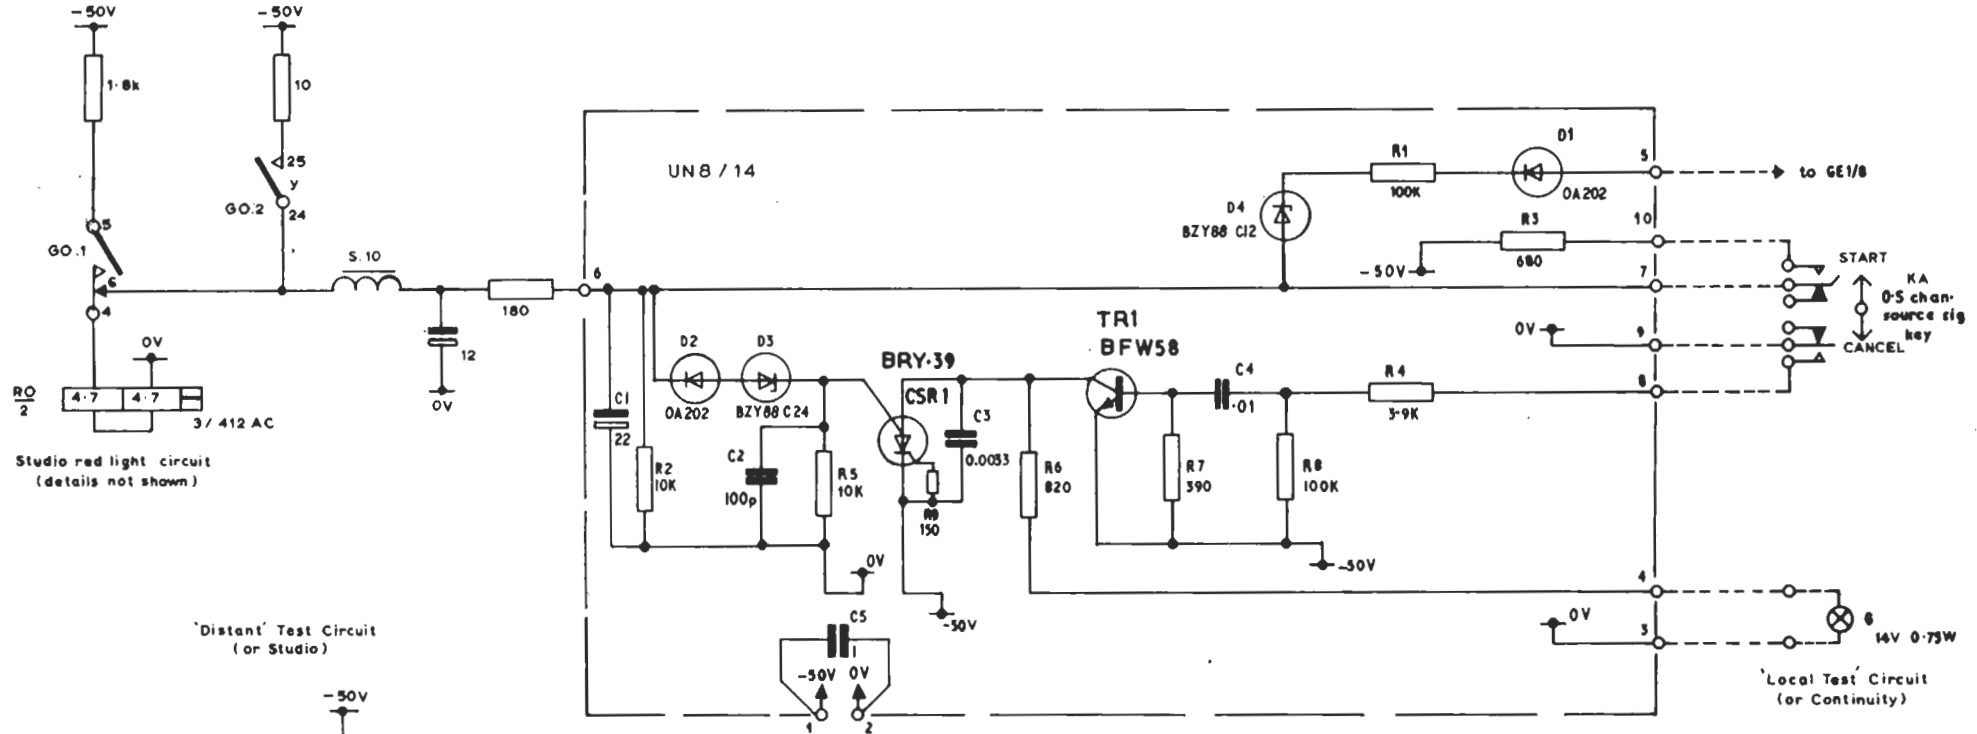 -50V
-50V
1.8k
10
25
y
GO.2
24
5
GO.1
6
4
S.10
180
12
0V
0V
RO
2
4.7
4.7
3/412 AC
Studio red light circuit
(details not shown)
'Distant' Test Circuit
(or Studio)
-50V
UN8/14
6
D1
R1
100K
OA202
5
to GE1/8
D4
BZY88 C12
R3
680
10
-50V
7
START
KA
0-S chan.
source sig
key
CANCEL
0V
9
TR1
BFW58
D2
OA202
D3
BZY88 C24
BRY.39
CSR1
C4
.01
R4
3.9K
8
C1
22
R2
10K
C2
100p
R5
10K
C3
0.0033
R9
150
R6
820
R7
390
R8
100K
0V
-50V
-50V
4
0V
3
6
14V 0.75W
C5
1
-50V
0V
1
2
'Local Test' Circuit
(or Continuity)